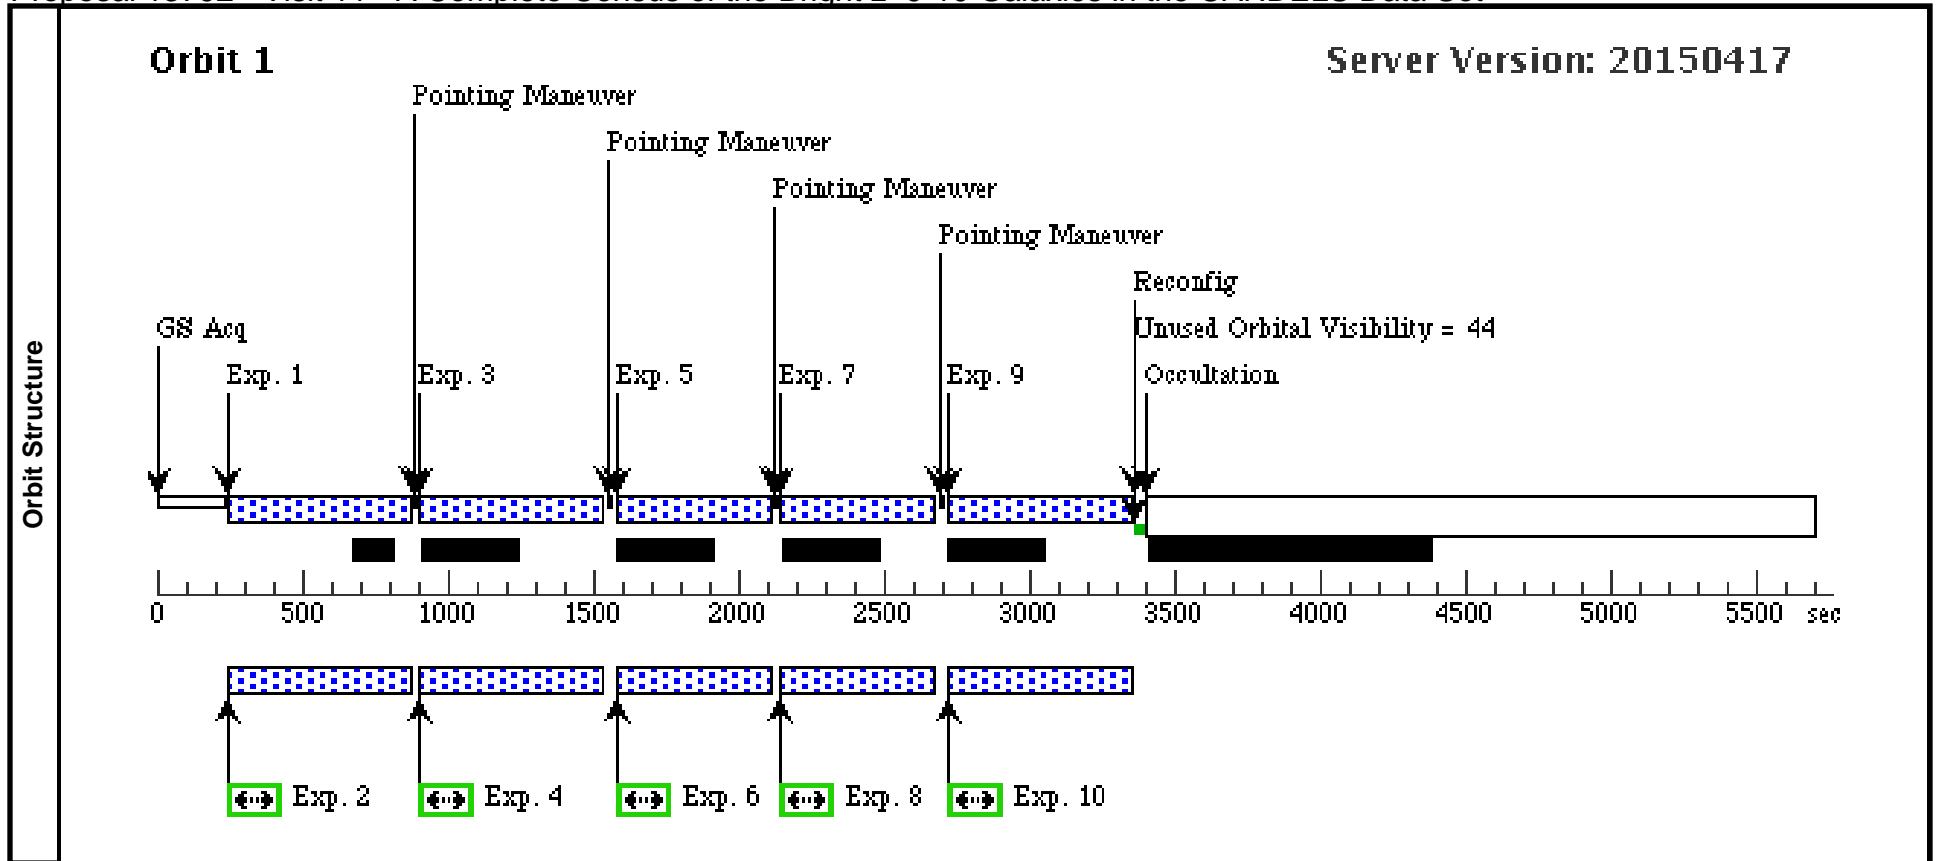 Orbit 1
Server Version: 20150417
Pointing Maneuver
Pointing Maneuver
Pointing Maneuver
Pointing Maneuver
Reconfig
GS Acq
Unused Orbital Visibility = 44
Exp. 1
Exp. 3
Exp. 5
Exp. 7
Exp. 9
Occultation
Orbit Structure
0 500 1000 1500 2000 2500 3000 3500 4000 4500 5000 5500 sec
Exp. 2
Exp. 4
Exp. 6
Exp. 8
Exp. 10